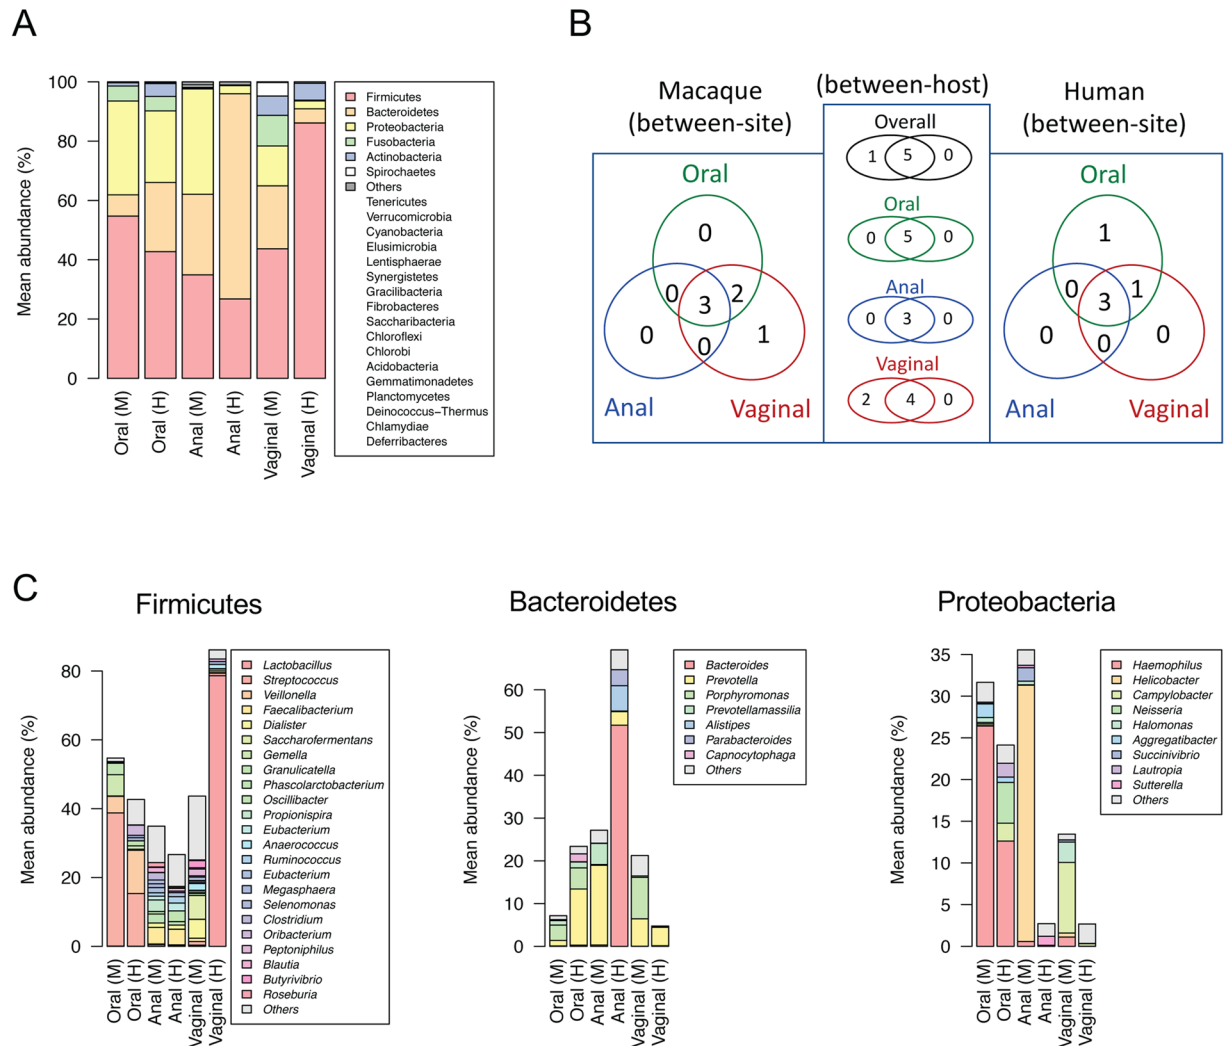 A
Mean abundance (%)
100
80
60
40
20
0
Oral (M)
Oral (H)
Anal (M)
Anal (H)
Vaginal (M)
Vaginal (H)
Firmicutes
Bacteroidetes
Proteobacteria
Fusobacteria
Actinobacteria
Spirochaetes
Others
Tenericutes
Verrucomicrobia
Cyanobacteria
Elusimicrobia
Lentisphaerae
Synergistetes
Gracilibacteria
Fibrobacteres
Saccharibacteria
Chloroflexi
Chlorobi
Acidobacteria
Gemmatimonadetes
Planctomycetes
Deinococcus−Thermus
Chlamydiae
Deferribacteres
B
Macaque
(between-site)
Oral
0
0
3
2
0
0
1
Anal
Vaginal
(between-host)
Overall
1 5 0
Oral
0 5 0
Anal
0 3 0
Vaginal
2 4 0
Human
(between-site)
Oral
1
0
3
1
0
0
0
Anal
Vaginal
C
Firmicutes
Mean abundance (%)
80
60
40
20
0
Oral (M)
Oral (H)
Anal (M)
Anal (H)
Vaginal (M)
Vaginal (H)
Lactobacillus
Streptococcus
Veillonella
Faecalibacterium
Dialister
Saccharofermentans
Gemella
Granulicatella
Phascolarctobacterium
Oscillibacter
Propionispira
Eubacterium
Anaerococcus
Ruminococcus
Eubacterium
Megasphaera
Selenomonas
Clostridium
Oribacterium
Peptoniphilus
Blautia
Butyrivibrio
Roseburia
Others
Bacteroidetes
Mean abundance (%)
60
50
40
30
20
10
0
Oral (M)
Oral (H)
Anal (M)
Anal (H)
Vaginal (M)
Vaginal (H)
Bacteroides
Prevotella
Porphyromonas
Prevotellamassilia
Alistipes
Parabacteroides
Capnocytophaga
Others
Proteobacteria
Mean abundance (%)
35
30
25
20
15
10
5
0
Oral (M)
Oral (H)
Anal (M)
Anal (H)
Vaginal (M)
Vaginal (H)
Haemophilus
Helicobacter
Campylobacter
Neisseria
Halomonas
Aggregatibacter
Succinivibrio
Lautropia
Sutterella
Others